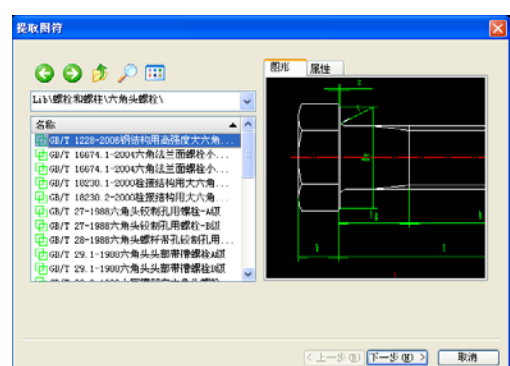 提取图符
图形 属性
Lib\螺栓和螺柱\六角头螺栓\
名称
GB/T 1228-2006钢结构用高强度大六角...
GB/T 16674.1-2004六角法兰面螺栓小...
GB/T 16674.1-2004六角法兰面螺栓小...
GB/T 18230.1-2000栓接结构用大六角...
GB/T 18230.2-2000栓接结构用大六角...
GB/T 27-1988六角头铰制孔用螺栓-A级
GB/T 27-1988六角头铰制孔用螺栓-B级
GB/T 28-1988六角头螺杆带孔铰制孔用...
GB/T 29.1-1988六角头头部带槽螺栓A级
GB/T 29.1-1988六角头头部带槽螺栓B级
<上一步(B) 下一步(N)> 取消